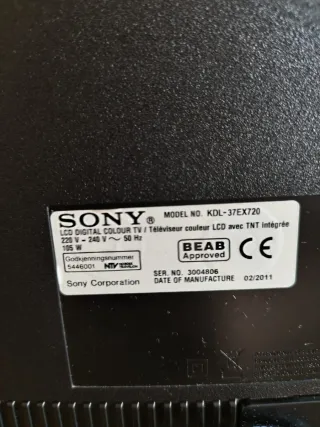 SONY® MODEL NO. KDL-37EX720
LCD DIGITAL COLOUR TV / Téléviseur couleur LCD avec TNT intégrée
220 V - 240 V ~ 50 Hz
105 W
BEAB
Approved
CE
Godkjenningsnummer
5446001 NTV
SER. NO. 3004806
DATE OF MANUFACTURE 02/2011
Sony Corporation